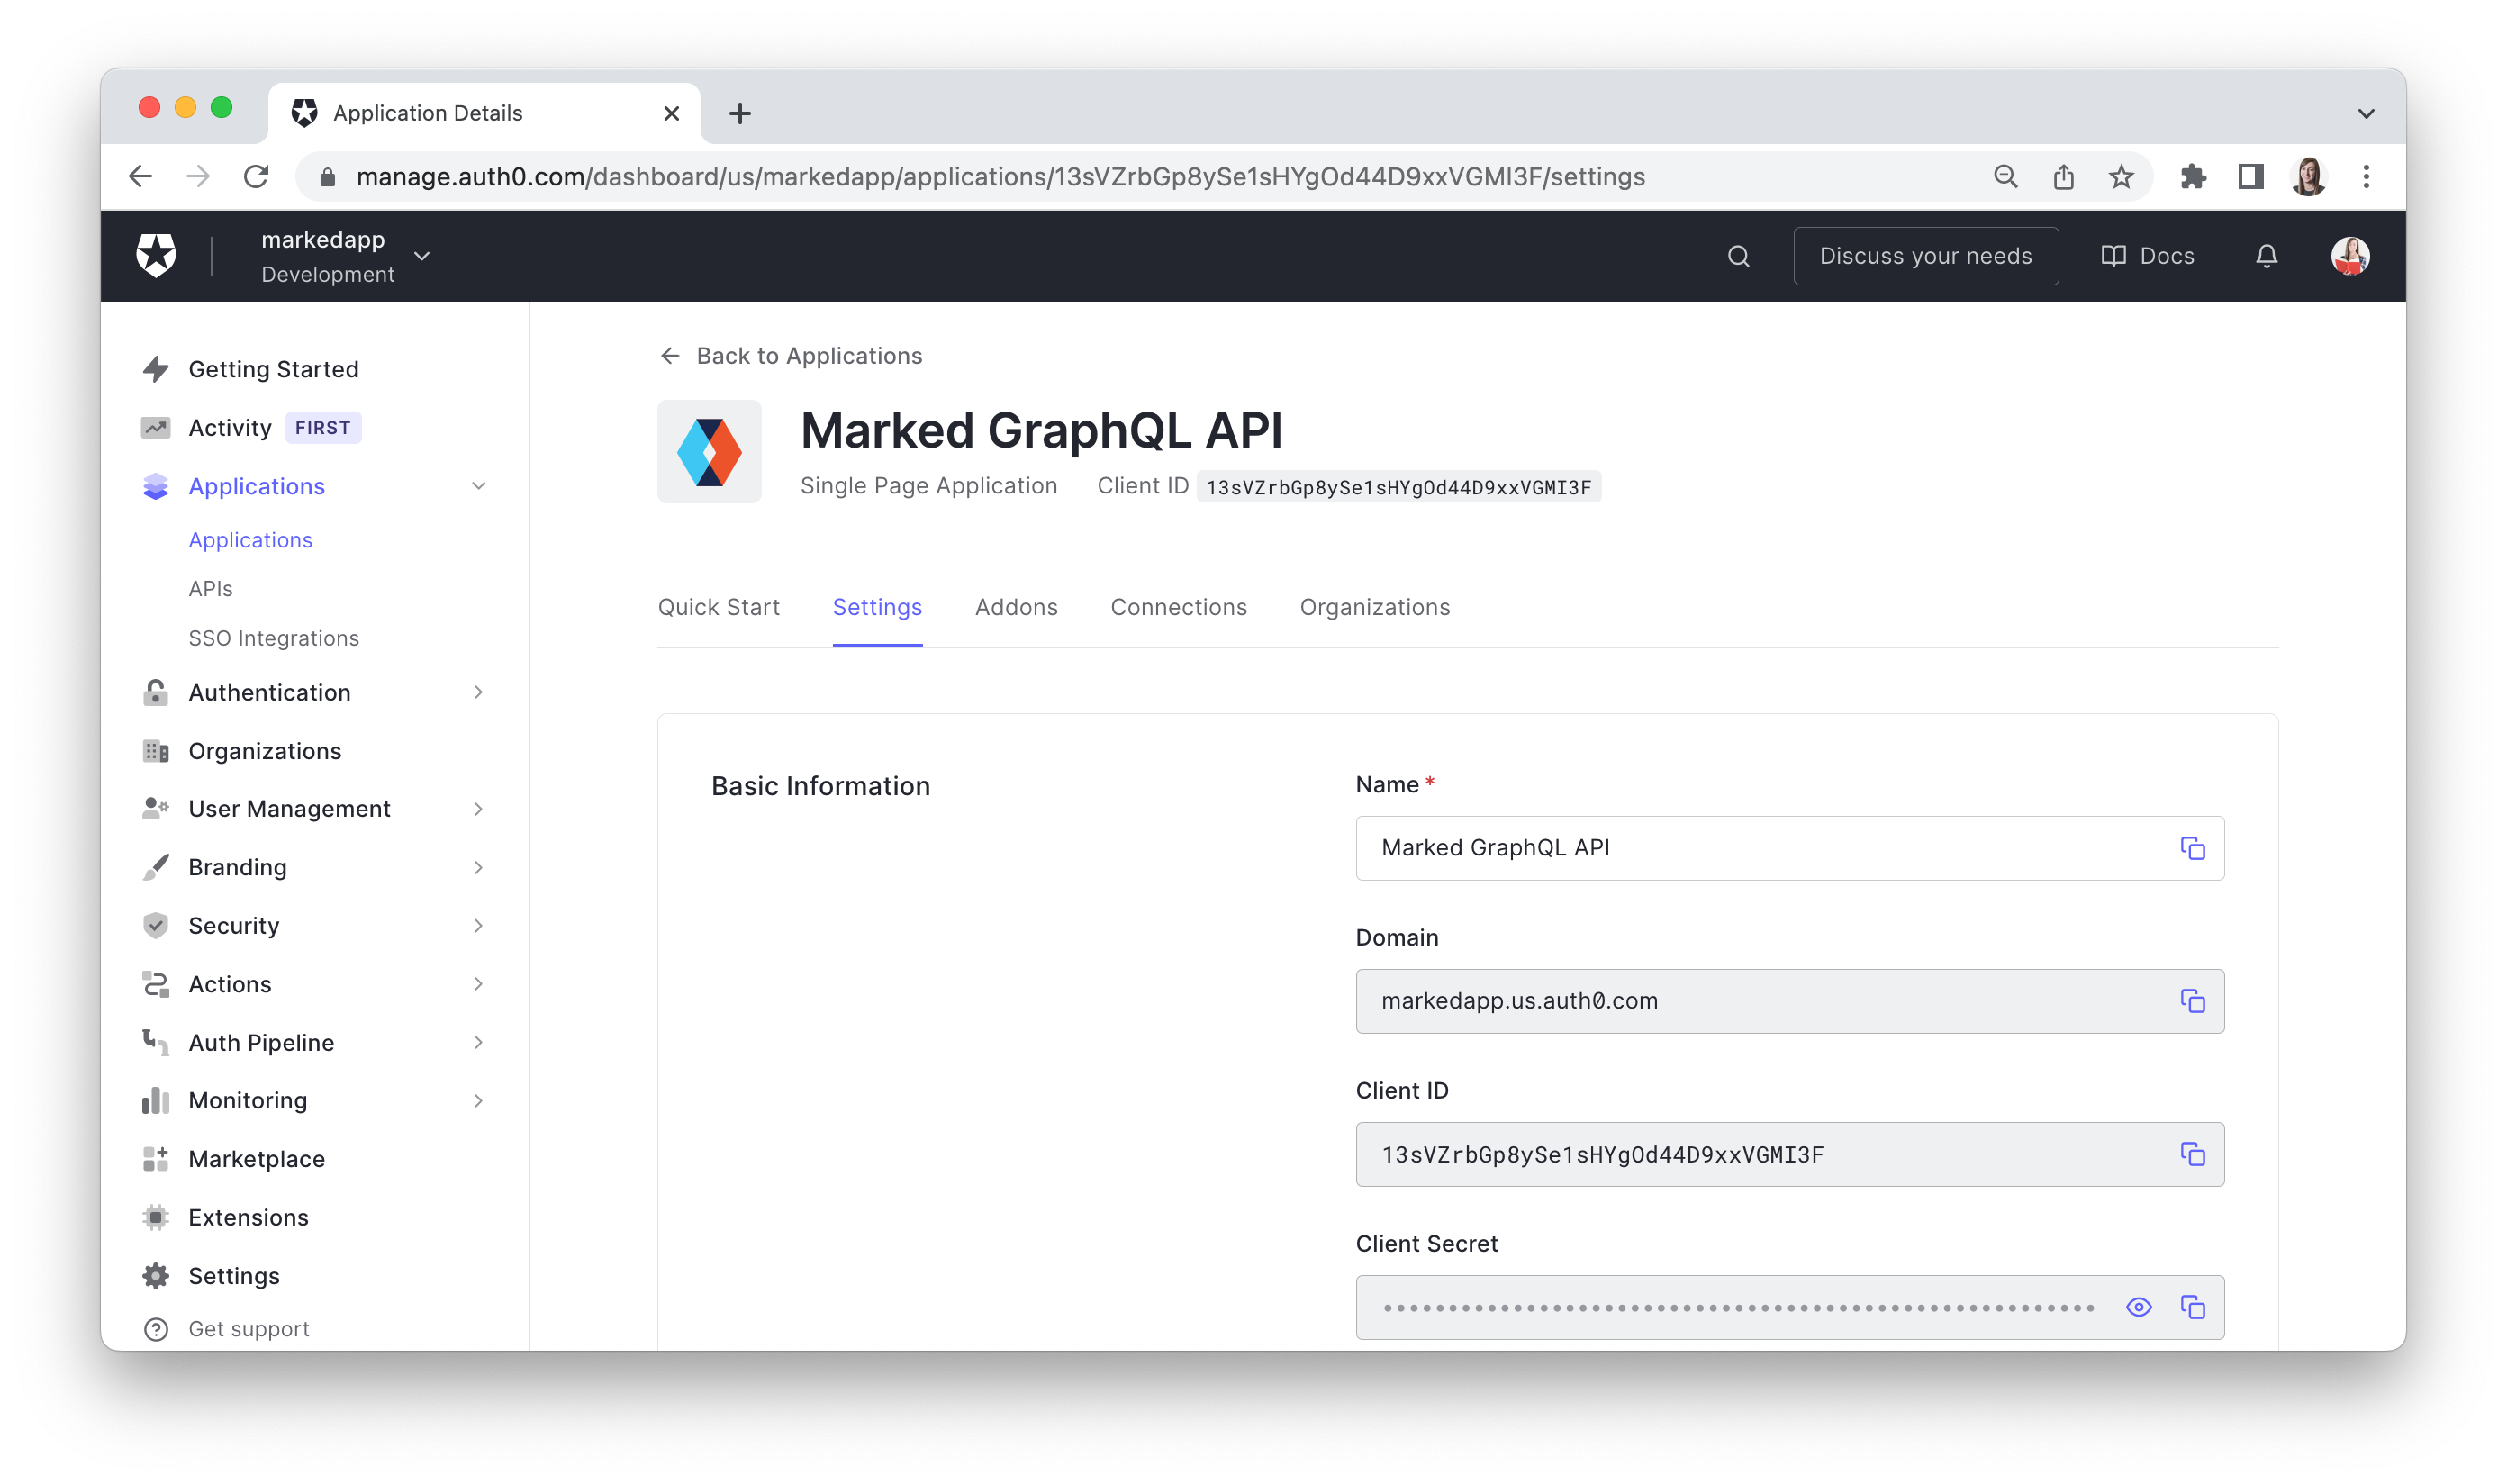 Application Details
manage.auth0.com/dashboard/us/markedapp/applications/13sVZrbGp8ySe1sHYgOd44D9xxVGMI3F/settings
markedapp
Development
Discuss your needs
Docs
Getting Started
Activity FIRST
Applications
Applications
APIs
SSO Integrations
Authentication
Organizations
User Management
Branding
Security
Actions
Auth Pipeline
Monitoring
Marketplace
Extensions
Settings
Get support
Back to Applications
Marked GraphQL API
Single Page Application Client ID 13sVZrbGp8ySe1sHYgOd44D9xxVGMI3F
Quick Start Settings Addons Connections Organizations
Basic Information
Name *
Marked GraphQL API
Domain
markedapp.us.auth0.com
Client ID
13sVZrbGp8ySe1sHYgOd44D9xxVGMI3F
Client Secret